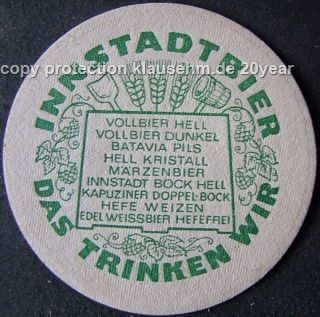 INNSTADTBIER
copy protection klausehm.de 20year
VOLLBIER HELL
VOLLBIER DUNKEL
BATAVIA PILS
HELL KRISTALL
MÄRZENBIER
INNSTADT BOCK HELL
KAPUZINER DOPPEL-BOCK
HEFE WEIZEN
EDEL WEISSBIER HEFEFREI
DAS TRINKEN WIR